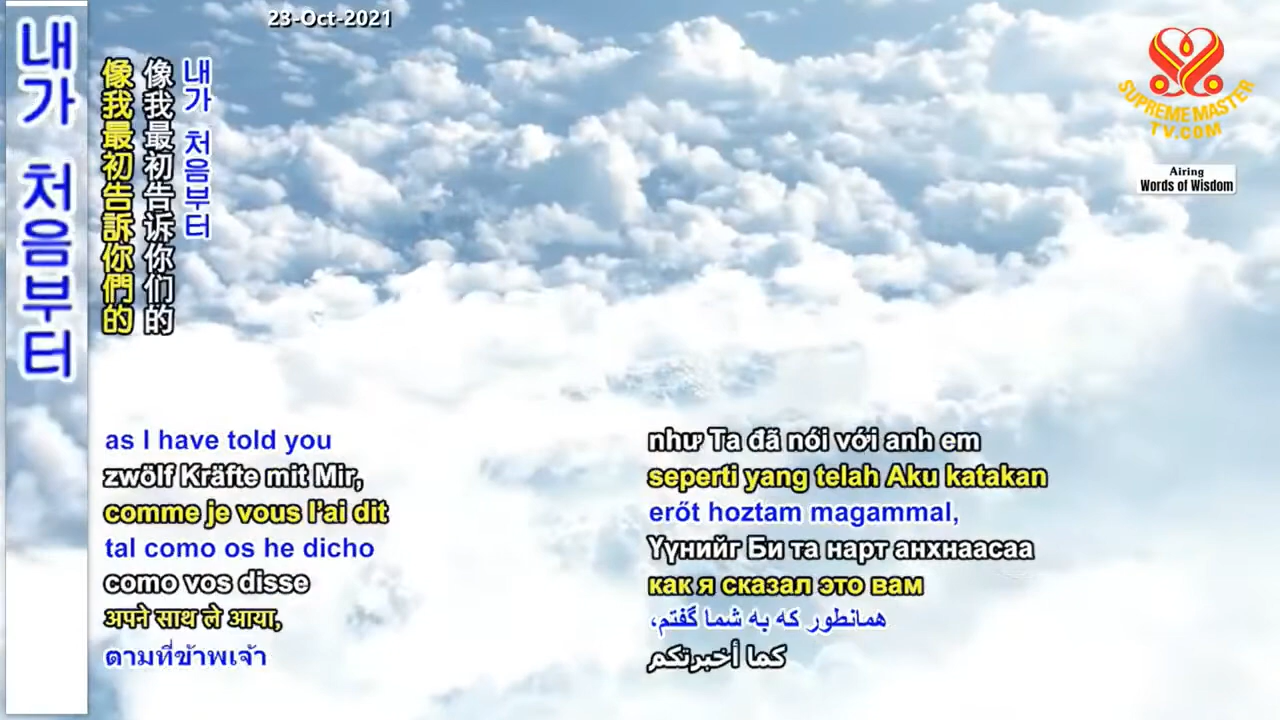 23-Oct-2021
내가 처음부터
像我最初告訴你們的
像我最初告诉你们的
내가 처음부터
SUPREME MASTER
TV.COM
Airing
Words of Wisdom
as I have told you
zwölf Kräfte mit Mir,
comme je vous l'ai dit
tal como os he dicho
como vos disse
अपने साथ ले आया,
ตามที่ข้าพเจ้า
như Ta đã nói với anh em
seperti yang telah Aku katakan
erőt hoztam magammal,
Үүнийг Би та нарт анхнаасаа
как я сказал это вам
همانطور که به شما گفتم،
كما أخبرتكم